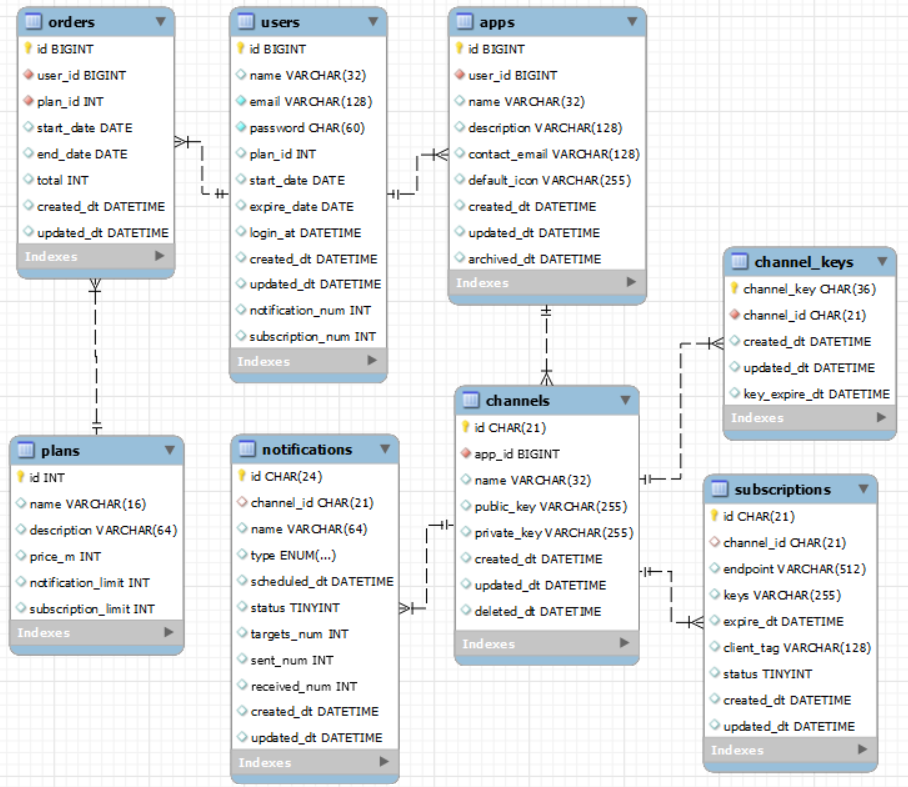 orders
id BIGINT
user_id BIGINT
plan_id INT
start_date DATE
end_date DATE
total INT
created_dt DATETIME
updated_dt DATETIME
Indexes
users
id BIGINT
name VARCHAR(32)
email VARCHAR(128)
password CHAR(60)
plan_id INT
start_date DATE
expire_date DATE
login_at DATETIME
created_dt DATETIME
updated_dt DATETIME
notification_num INT
subscription_num INT
Indexes
apps
id BIGINT
user_id BIGINT
name VARCHAR(32)
description VARCHAR(128)
contact_email VARCHAR(128)
default_icon VARCHAR(255)
created_dt DATETIME
updated_dt DATETIME
archived_dt DATETIME
Indexes
channel_keys
channel_key CHAR(36)
channel_id CHAR(21)
created_dt DATETIME
updated_dt DATETIME
key_expire_dt DATETIME
Indexes
plans
id INT
name VARCHAR(16)
description VARCHAR(64)
price_m INT
notification_limit INT
subscription_limit INT
Indexes
notifications
id CHAR(24)
channel_id CHAR(21)
name VARCHAR(64)
type ENUM(...)
scheduled_dt DATETIME
status TINYINT
targets_num INT
sent_num INT
received_num INT
created_dt DATETIME
updated_dt DATETIME
Indexes
channels
id CHAR(21)
app_id BIGINT
name VARCHAR(32)
public_key VARCHAR(255)
private_key VARCHAR(255)
created_dt DATETIME
updated_dt DATETIME
deleted_dt DATETIME
Indexes
subscriptions
id CHAR(21)
channel_id CHAR(21)
endpoint VARCHAR(512)
keys VARCHAR(255)
expire_dt DATETIME
client_tag VARCHAR(128)
status TINYINT
created_dt DATETIME
updated_dt DATETIME
Indexes